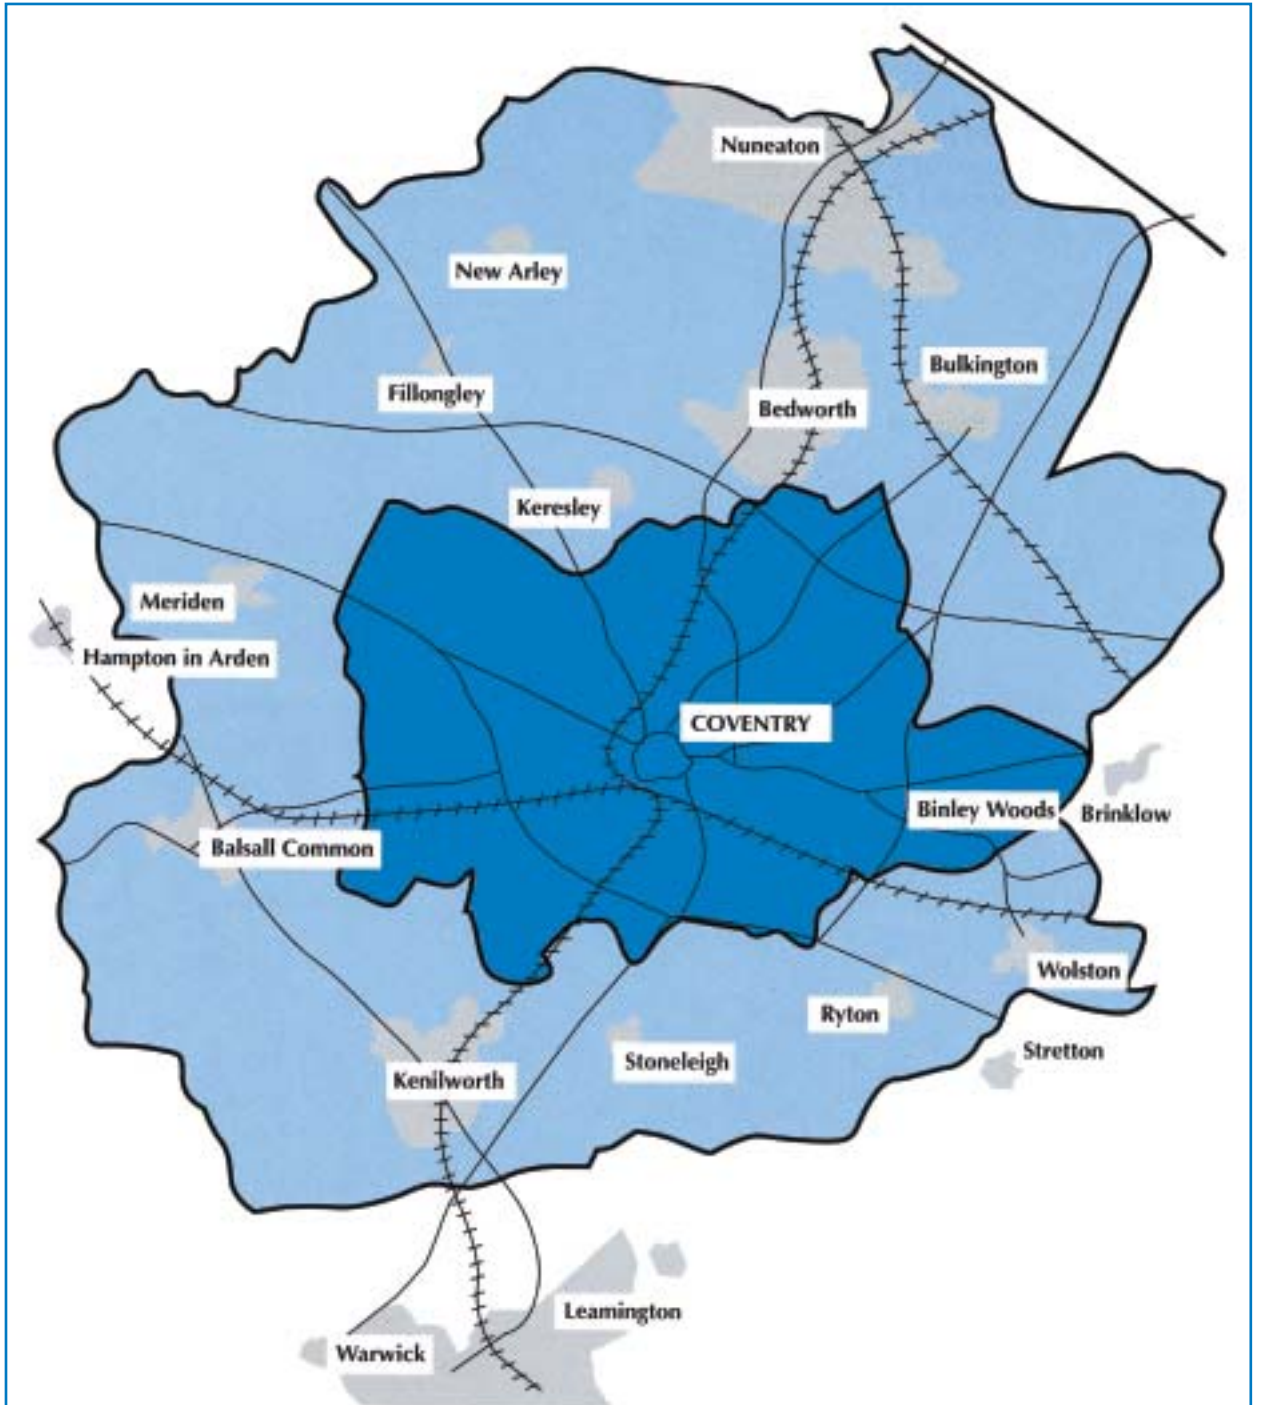 Nuneaton
New Arley
Bulkington
Fillongley
Bedworth
Keresley
Meriden
Hampton in Arden
COVENTRY
Binley Woods
Brinklow
Balsall Common
Wolston
Ryton
Stretton
Stoneleigh
Kenilworth
Leamington
Warwick